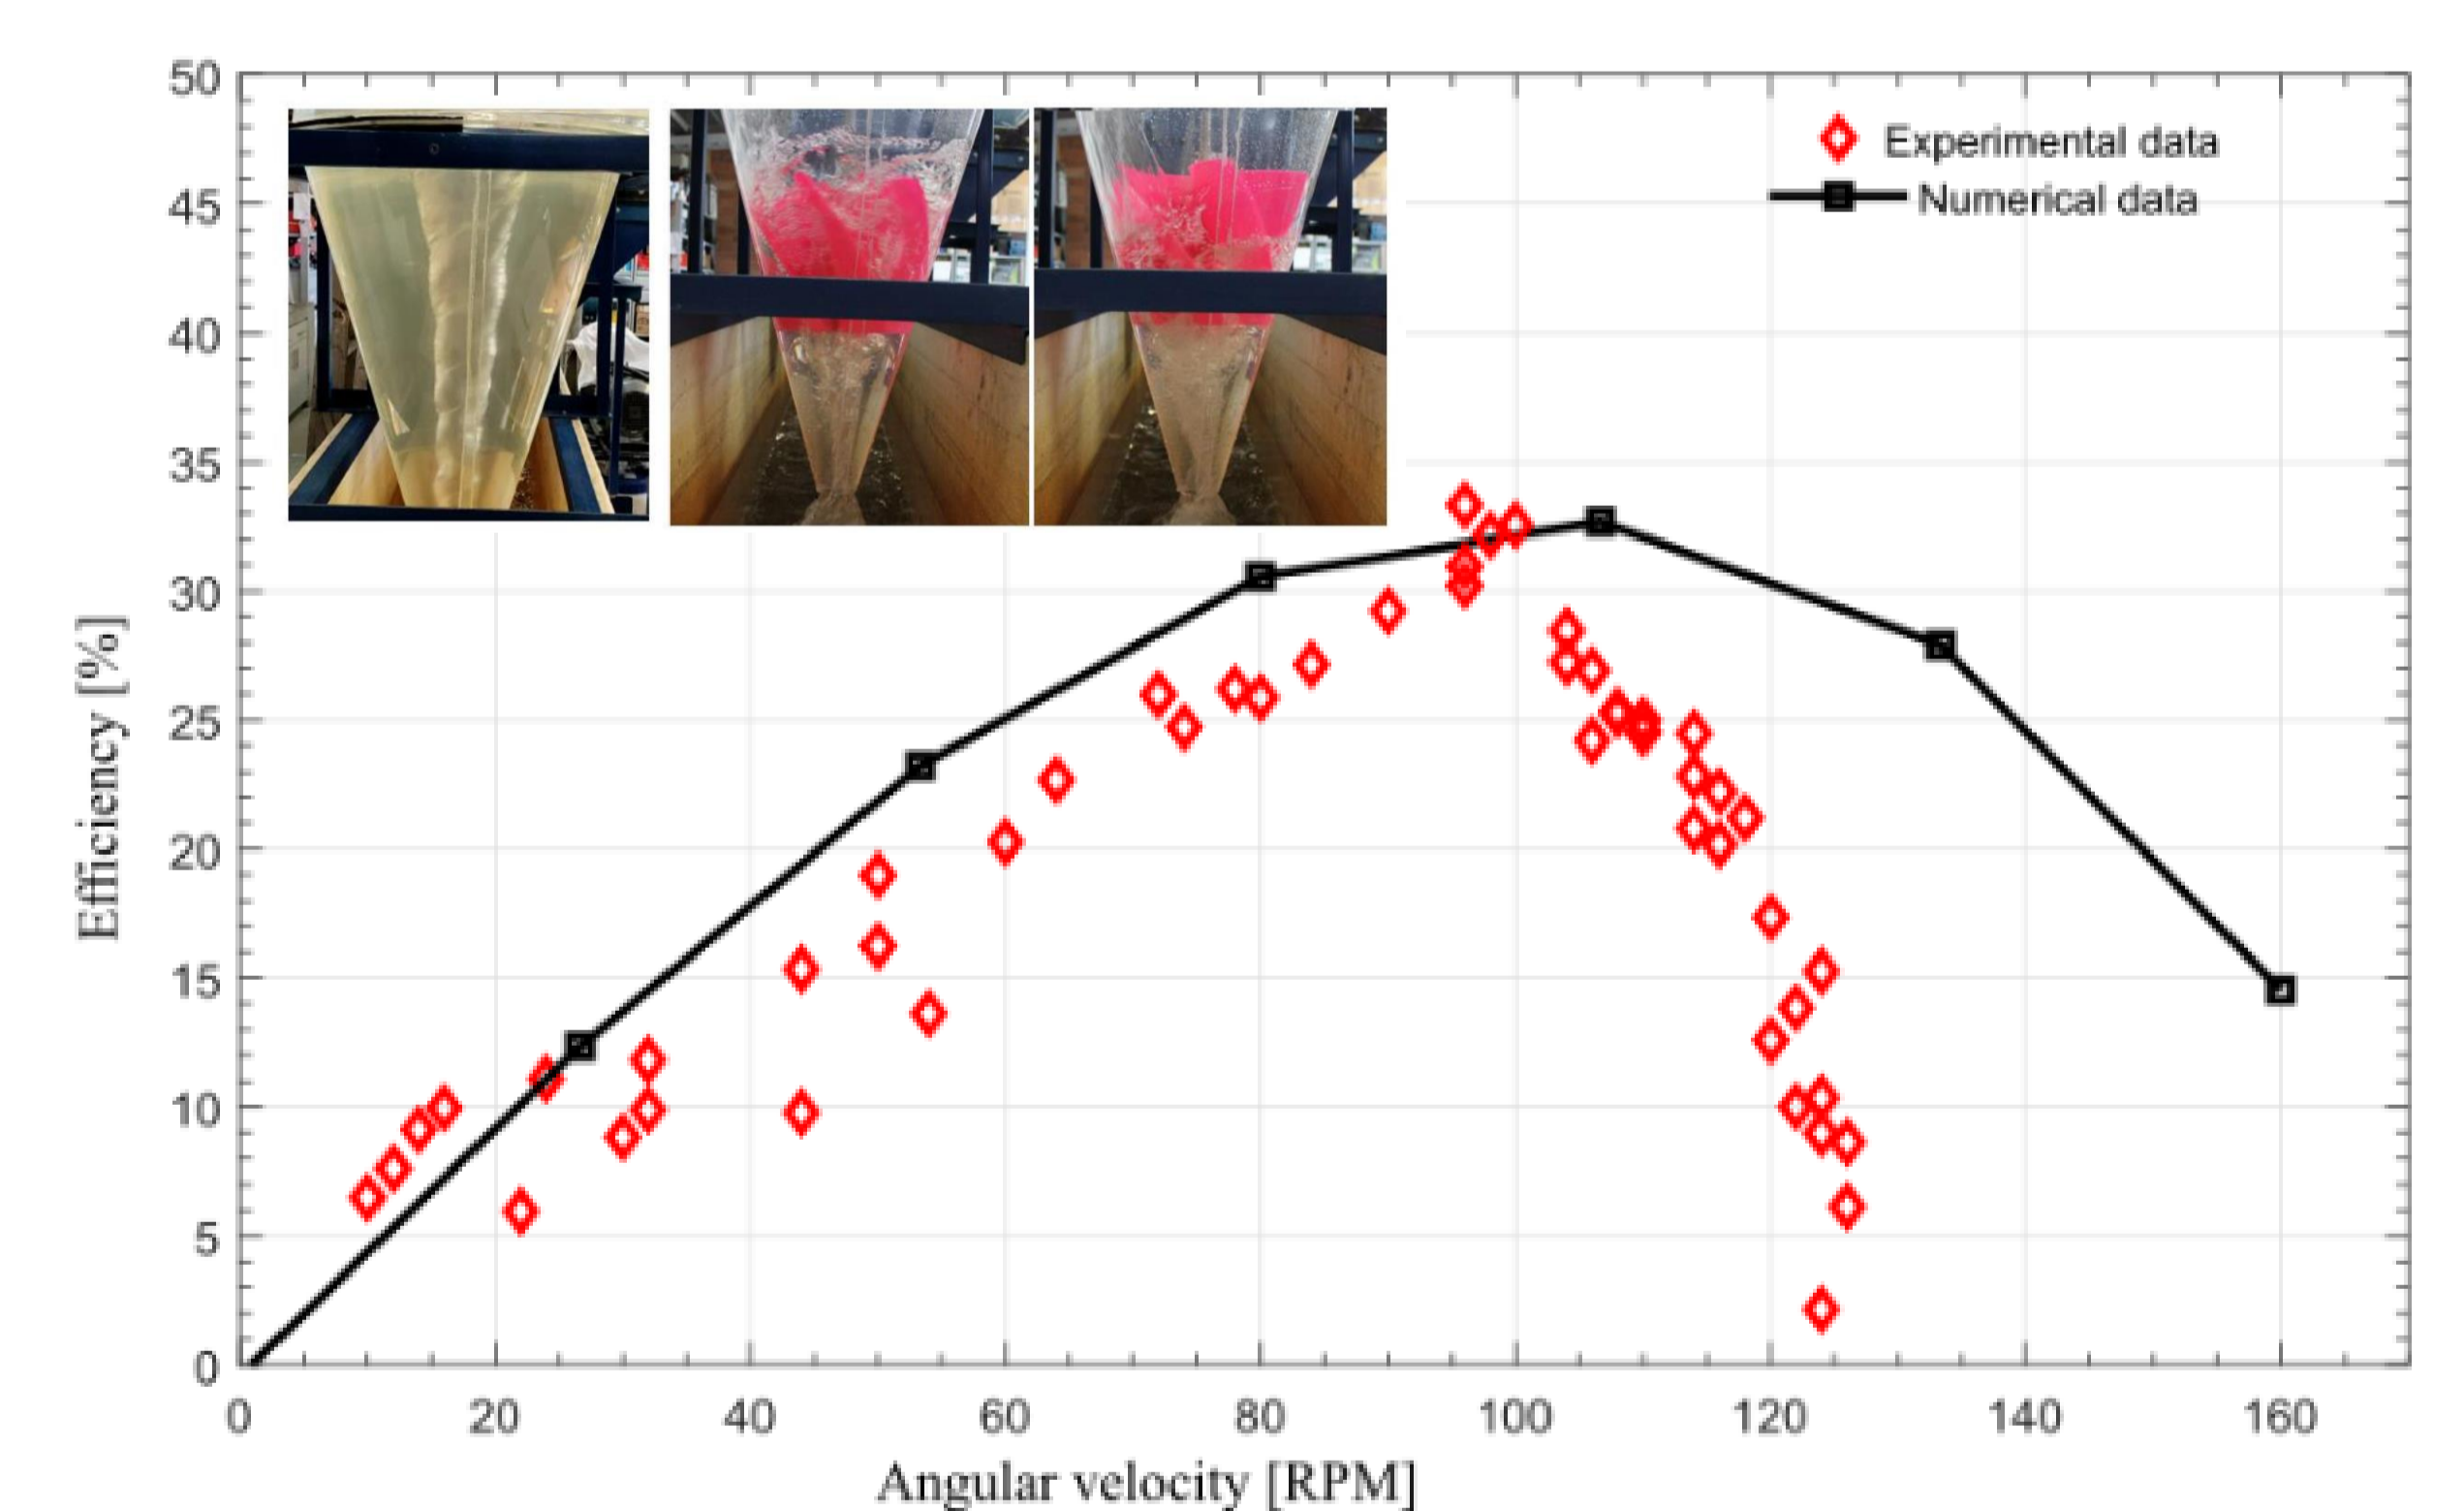 50
45
40
35
30
25
20
15
10
5
0
Efficiency [%]
Experimental data
Numerical data
0 20 40 60 80 100 120 140 160
Angular velocity [RPM]